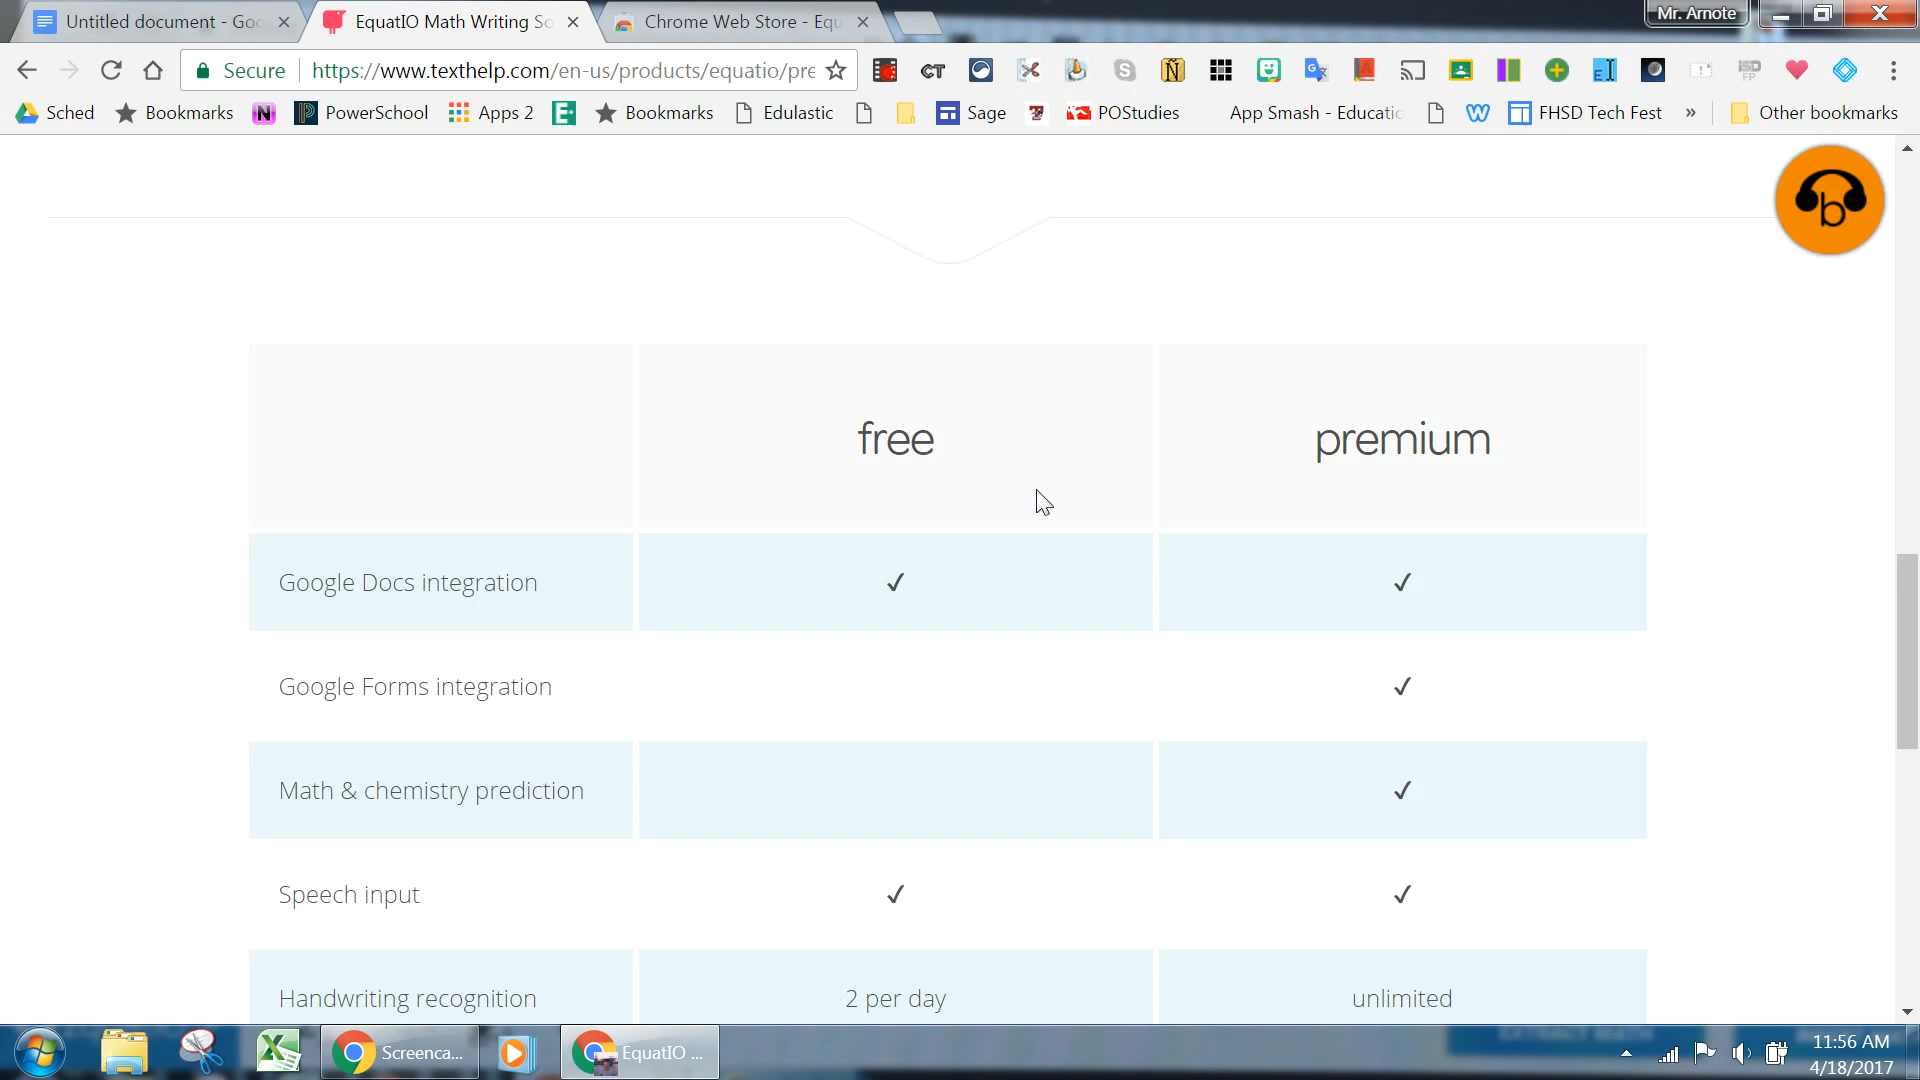 Untitled document - Goo
EquatIO Math Writing So
Chrome Web Store - Equ
Mr. Arnote
Secure
https://www.texthelp.com/en-us/products/equatio/pre
CT
Sched
Bookmarks
PowerSchool
Apps 2
Bookmarks
Edulastic
Sage
POStudies
App Smash - Educatio
FHSD Tech Fest
»
Other bookmarks
b
free
premium
Google Docs integration
✓
✓
Google Forms integration
✓
Math & chemistry prediction
✓
Speech input
✓
✓
Handwriting recognition
2 per day
unlimited
Screenca...
EquatIO ...
11:56 AM
4/18/2017